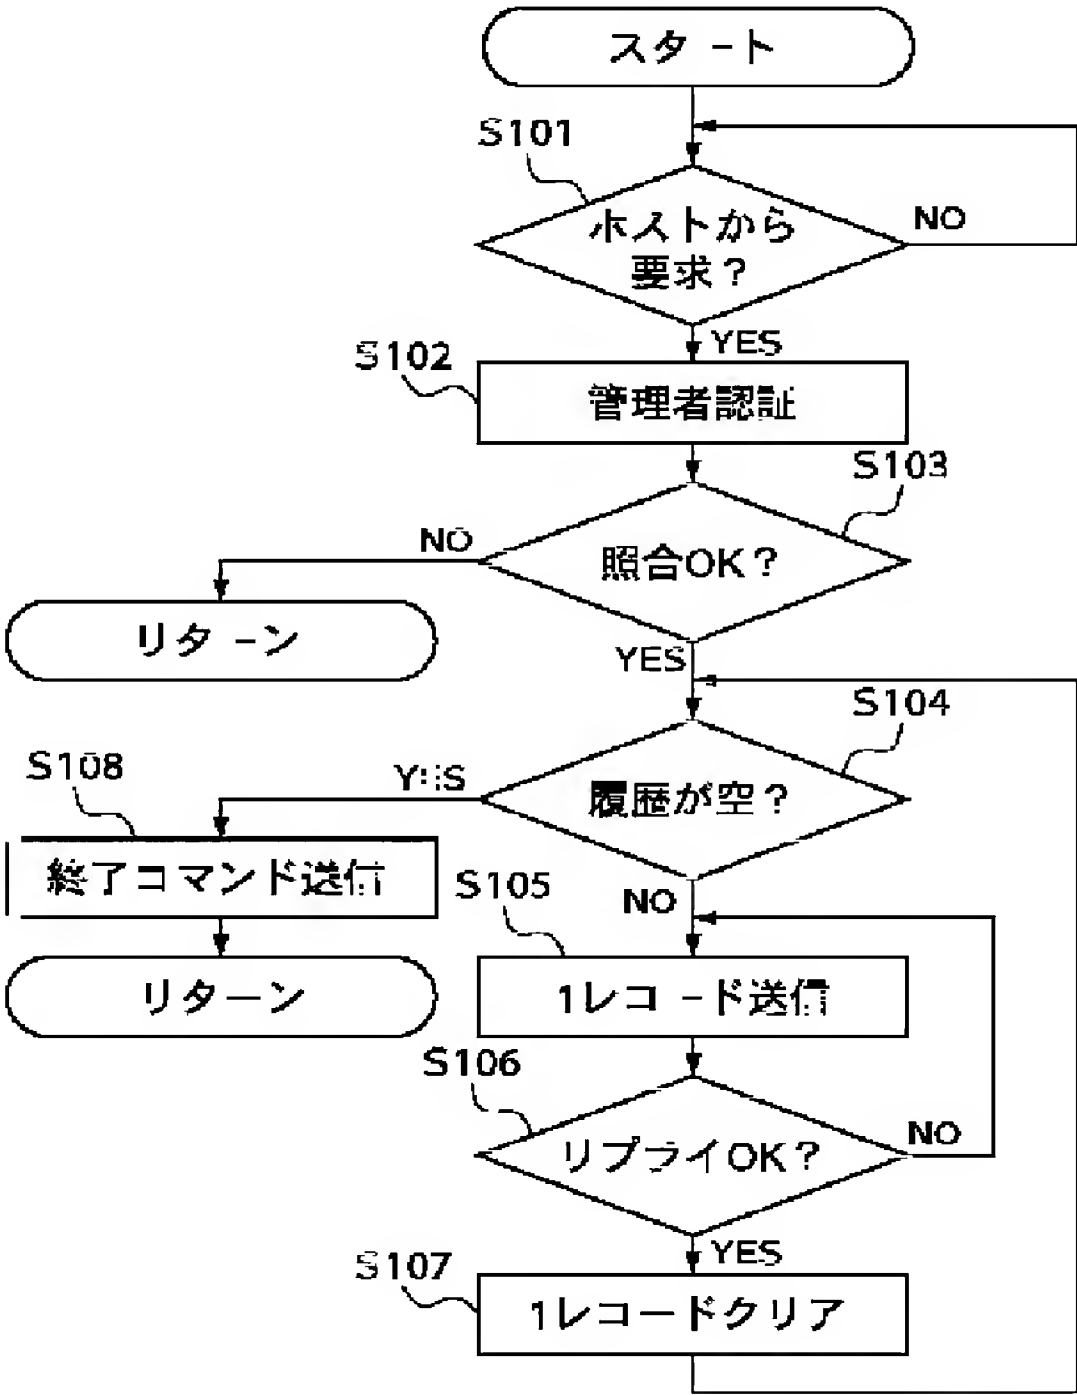 スタート
S101
ホストから
要求？
NO
YES
S102
管理者認証
S103
照合OK？
NO
リターン
YES
S104
履歴が空？
YES
S108
終了コマンド送信
リターン
NO
S105
1レコード送信
S106
リプライOK？
NO
YES
S107
1レコードクリア